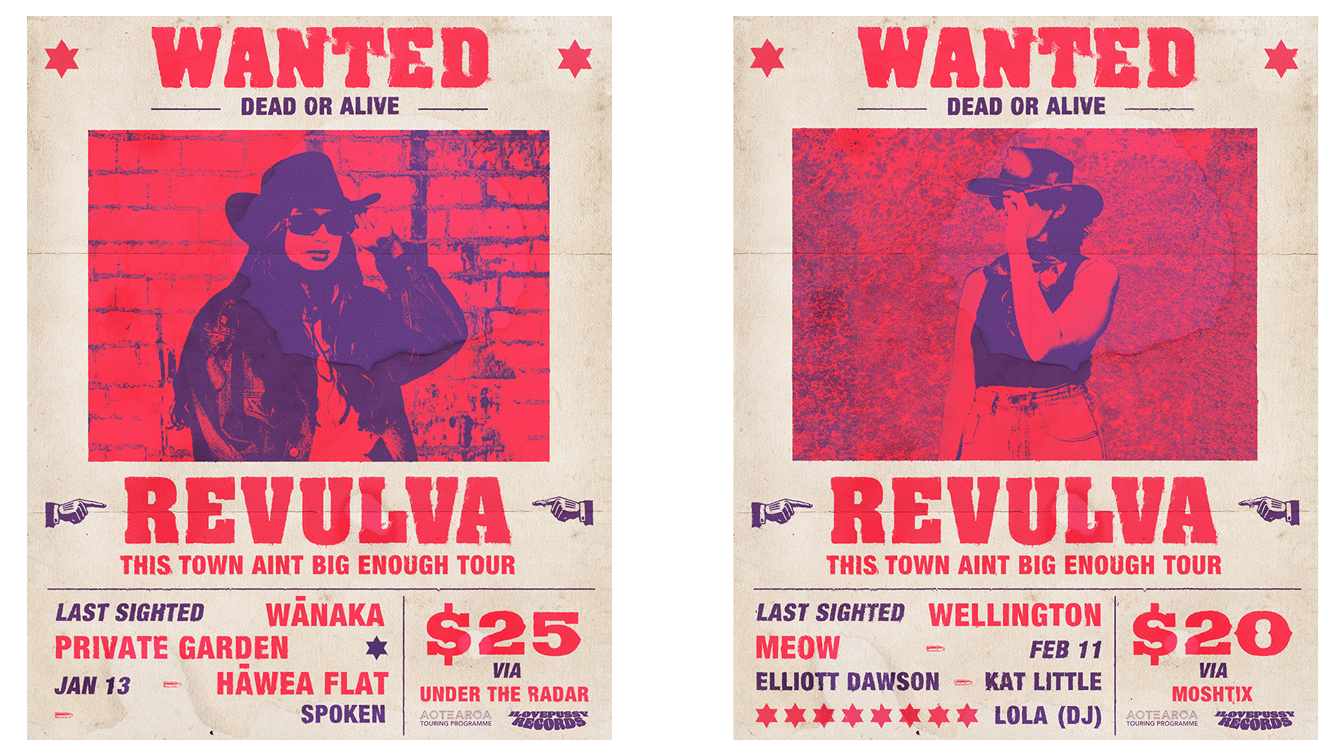 WANTED
DEAD OR ALIVE
REVULVA
THIS TOWN AINT BIG ENOUGH TOUR
LAST SIGHTED WĀNAKA
PRIVATE GARDEN
JAN 13 HĀWEA FLAT
SPOKEN
$25
VIA
UNDER THE RADAR
AOTEAROA
TOURING PROGRAMME
ILOVEPUSSY
RECORDS
WANTED
DEAD OR ALIVE
REVULVA
THIS TOWN AINT BIG ENOUGH TOUR
LAST SIGHTED WELLINGTON
MEOW FEB 11
ELLIOTT DAWSON KAT LITTLE
LOLA (DJ)
$20
VIA
MOSHTIX
AOTEAROA
TOURING PROGRAMME
ILOVEPUSSY
RECORDS